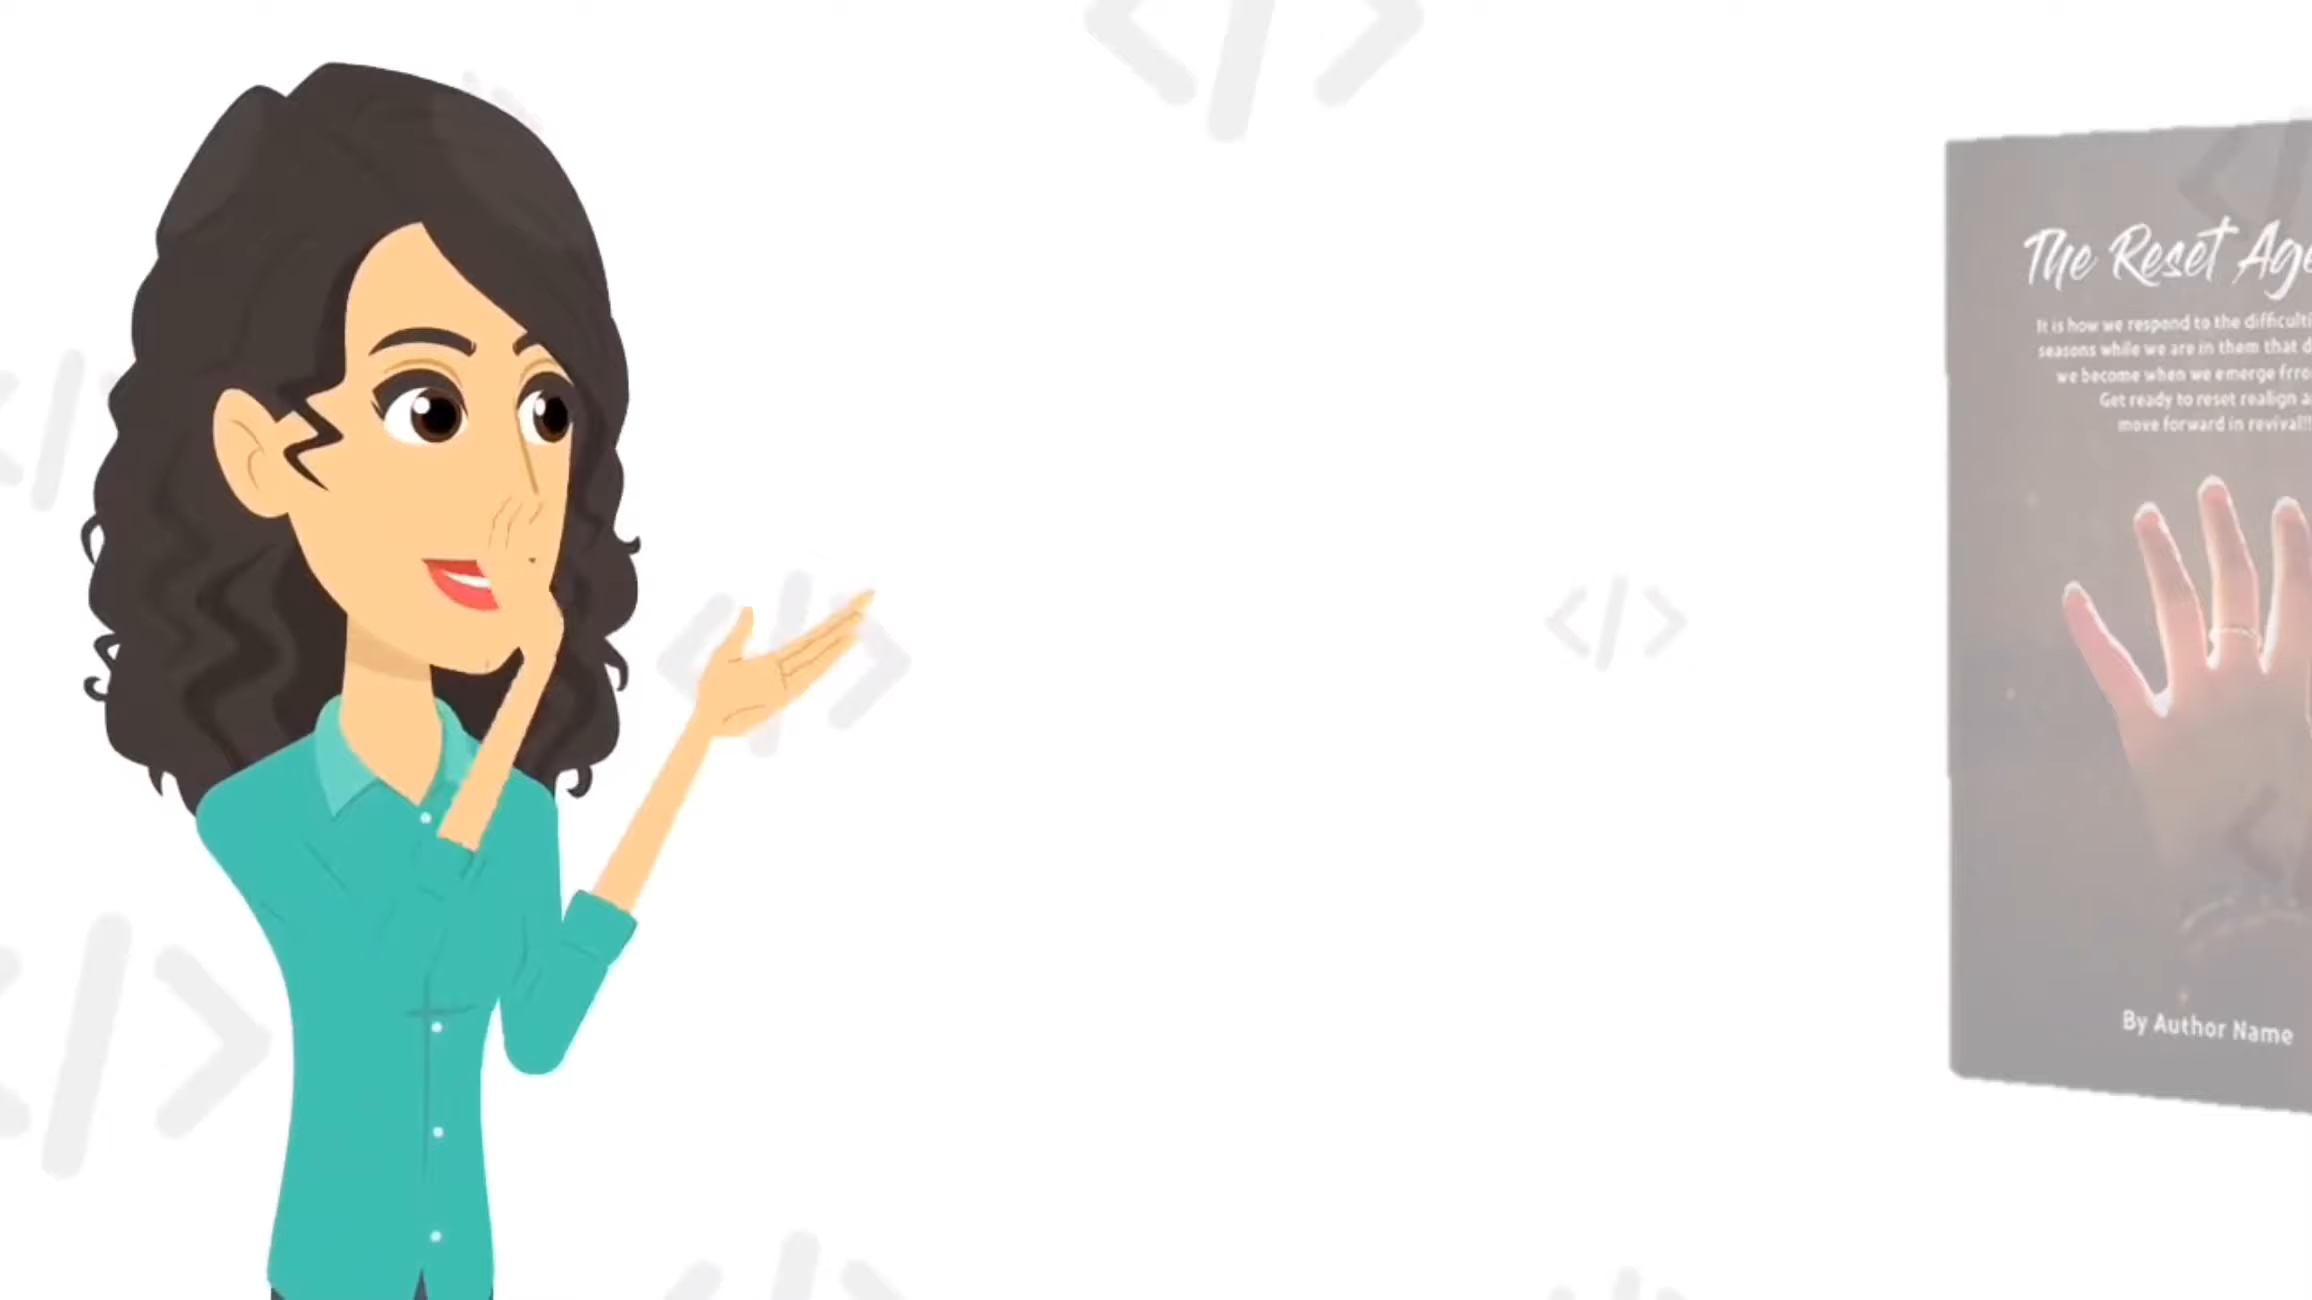 The Reset Age
It is how we respond to the difficulti
seasons while we are in them that d
we become when we emerge frro
Get ready to reset realign a
move forward in revival!!
By Author Name